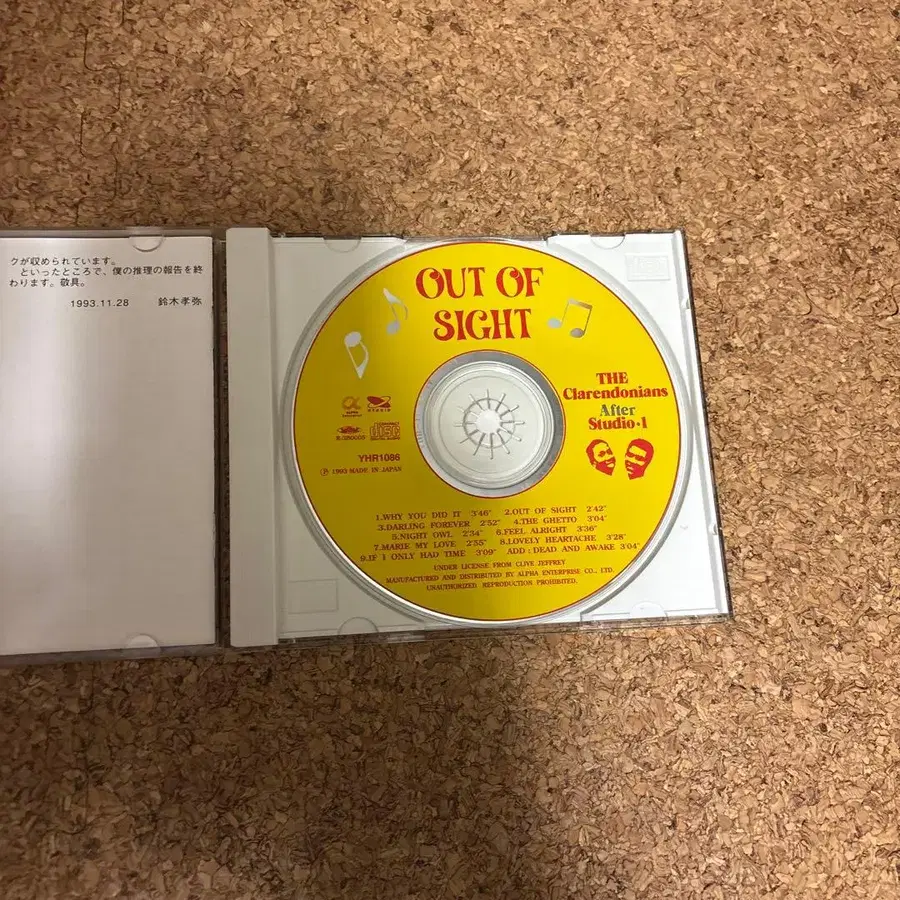 クが収められています。
といったところで、僕の推理の報告を終
わります。敬具。
1993.11.28 鈴木孝弥
OUT OF
SIGHT
THE
Clarendonians
After
Studio・1
COMPACT
disc
DIGITAL AUDIO
YHR1086
Ⓟ 1993 MADE IN JAPAN
1.WHY YOU DID IT 3'46" 2.OUT OF SIGHT 2'42"
3.DARLING FOREVER 2'52" 4.THE GHETTO 3'04"
5.NIGHT OWL 2'34" 6.FEEL ALRIGHT 3'36"
7.MARIE MY LOVE 2'55" 8.LOVELY HEARTACHE 3'28"
9.IF I ONLY HAD TIME 3'09" ADD : DEAD AND AWAKE 3'04"
UNDER LICENSE FROM CLIVE JEFFREY
MANUFACTURED AND DISTRIBUTED BY ALPHA ENTERPRISE CO., LTD.
UNAUTHORIZED REPRODUCTION PROHIBITED.